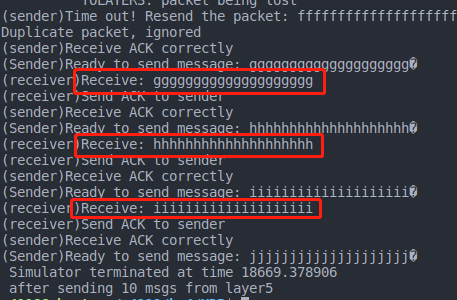 TOLAYER3: packet being lost
(sender)Time out! Resend the packet: ffffffffffffffffffff
Duplicate packet, ignored
(sender)Receive ACK correctly
(Sender)Ready to send message: gggggggggggggggggggg�
(receiver)Receive: gggggggggggggggggggg
(receiver)Send ACK to sender
(sender)Receive ACK correctly
(Sender)Ready to send message: hhhhhhhhhhhhhhhhhhhh�
(receiver)Receive: hhhhhhhhhhhhhhhhhhhh
(receiver)Send ACK to sender
(sender)Receive ACK correctly
(Sender)Ready to send message: iiiiiiiiiiiiiiiiiiii�
(receiver)Receive: iiiiiiiiiiiiiiiiiiii
(receiver)Send ACK to sender
(sender)Receive ACK correctly
(Sender)Ready to send message: jjjjjjjjjjjjjjjjjjjj�
Simulator terminated at time 18669.378906
after sending 10 msgs from layer5